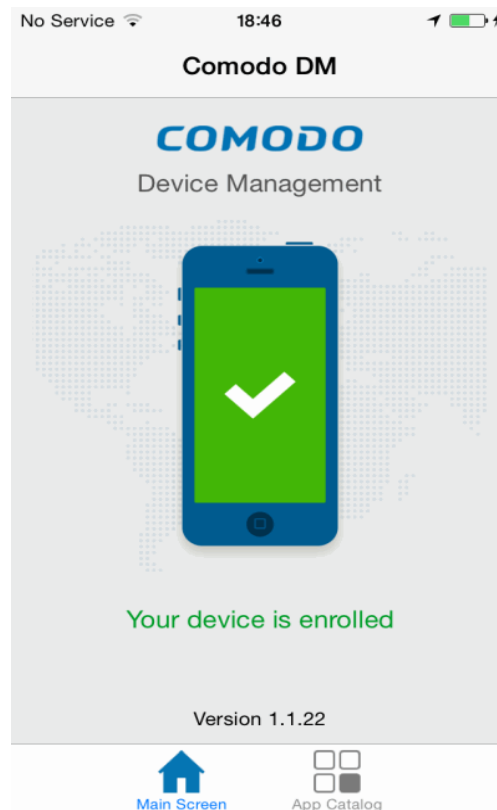 No Service 18:46
Comodo DM
COMODO
Device Management
Your device is enrolled
Version 1.1.22
Main Screen App Catalog